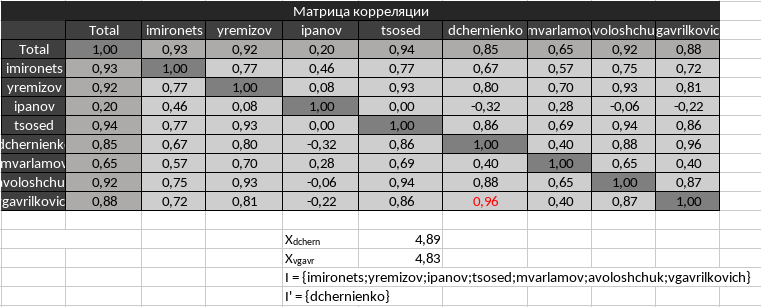 Матрица корреляции
Total imironets yremizov ipanov tsosed dchernienko mvarlamov avoloshchu gavrilkovic
Total 1,00 0,93 0,92 0,20 0,94 0,85 0,65 0,92 0,88
imironets 0,93 1,00 0,77 0,46 0,77 0,67 0,57 0,75 0,72
yremizov 0,92 0,77 1,00 0,08 0,93 0,80 0,70 0,93 0,81
ipanov 0,20 0,46 0,08 1,00 0,00 -0,32 0,28 -0,06 -0,22
tsosed 0,94 0,77 0,93 0,00 1,00 0,86 0,69 0,94 0,86
dchernienko 0,85 0,67 0,80 -0,32 0,86 1,00 0,40 0,88 0,96
mvarlamov 0,65 0,57 0,70 0,28 0,69 0,40 1,00 0,65 0,40
avoloshchu 0,92 0,75 0,93 -0,06 0,94 0,88 0,65 1,00 0,87
gavrilkovic 0,88 0,72 0,81 -0,22 0,86 0,96 0,40 0,87 1,00
Xdchern 4,89
Xvgavr 4,83
I = {imironets;yremizov;ipanov;tsosed;mvarlamov;avoloshchuk;vgavrilkovich}
I' = {dchernienko}